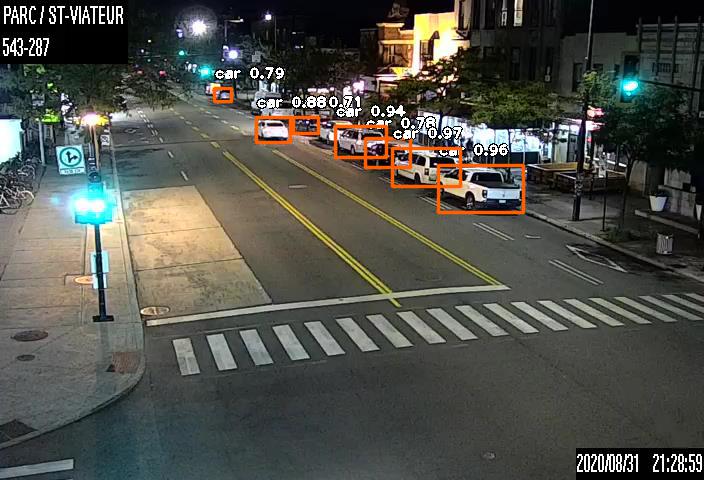 PARC / ST-VIATEUR
543-287
car 0.79
car 0.88
0.71
car 0.94
car 0.78
car 0.97
car 0.96
2020/08/31 21:28:59